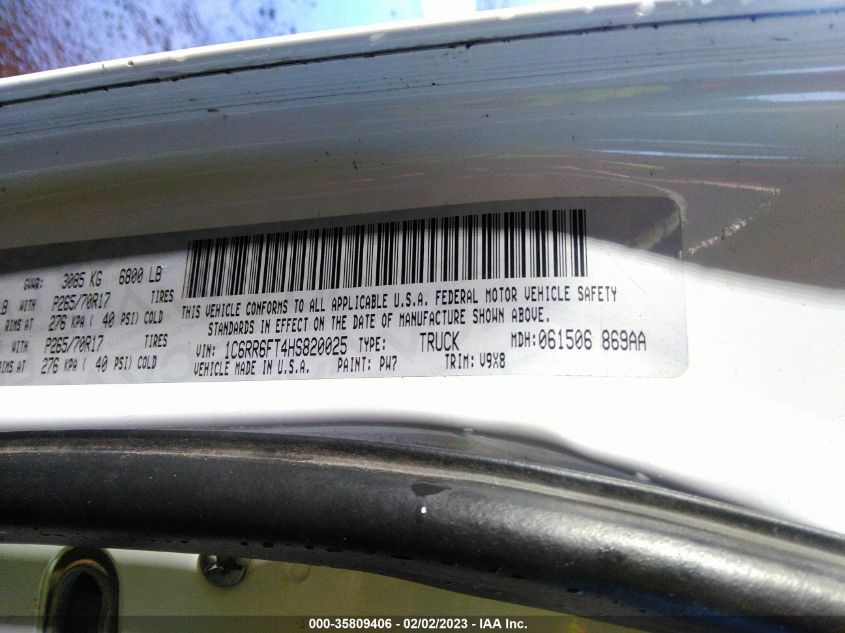 GVWR: 3085 KG 6800 LB
LB WITH P265/70R17 TIRES
RIMS AT 276 KPA ( 40 PSI) COLD
P265/70R17 TIRES
RIMS AT 276 KPA ( 40 PSI) COLD
THIS VEHICLE CONFORMS TO ALL APPLICABLE U.S.A. FEDERAL MOTOR VEHICLE SAFETY
STANDARDS IN EFFECT ON THE DATE OF MANUFACTURE SHOWN ABOVE.
VIN: 1C6RR6FT4HS820025 TYPE: TRUCK MDH: 061506 869AA
VEHICLE MADE IN U.S.A. PAINT: PW7 TRIM: V9X8
000-35809406 - 02/02/2023 - IAA Inc.